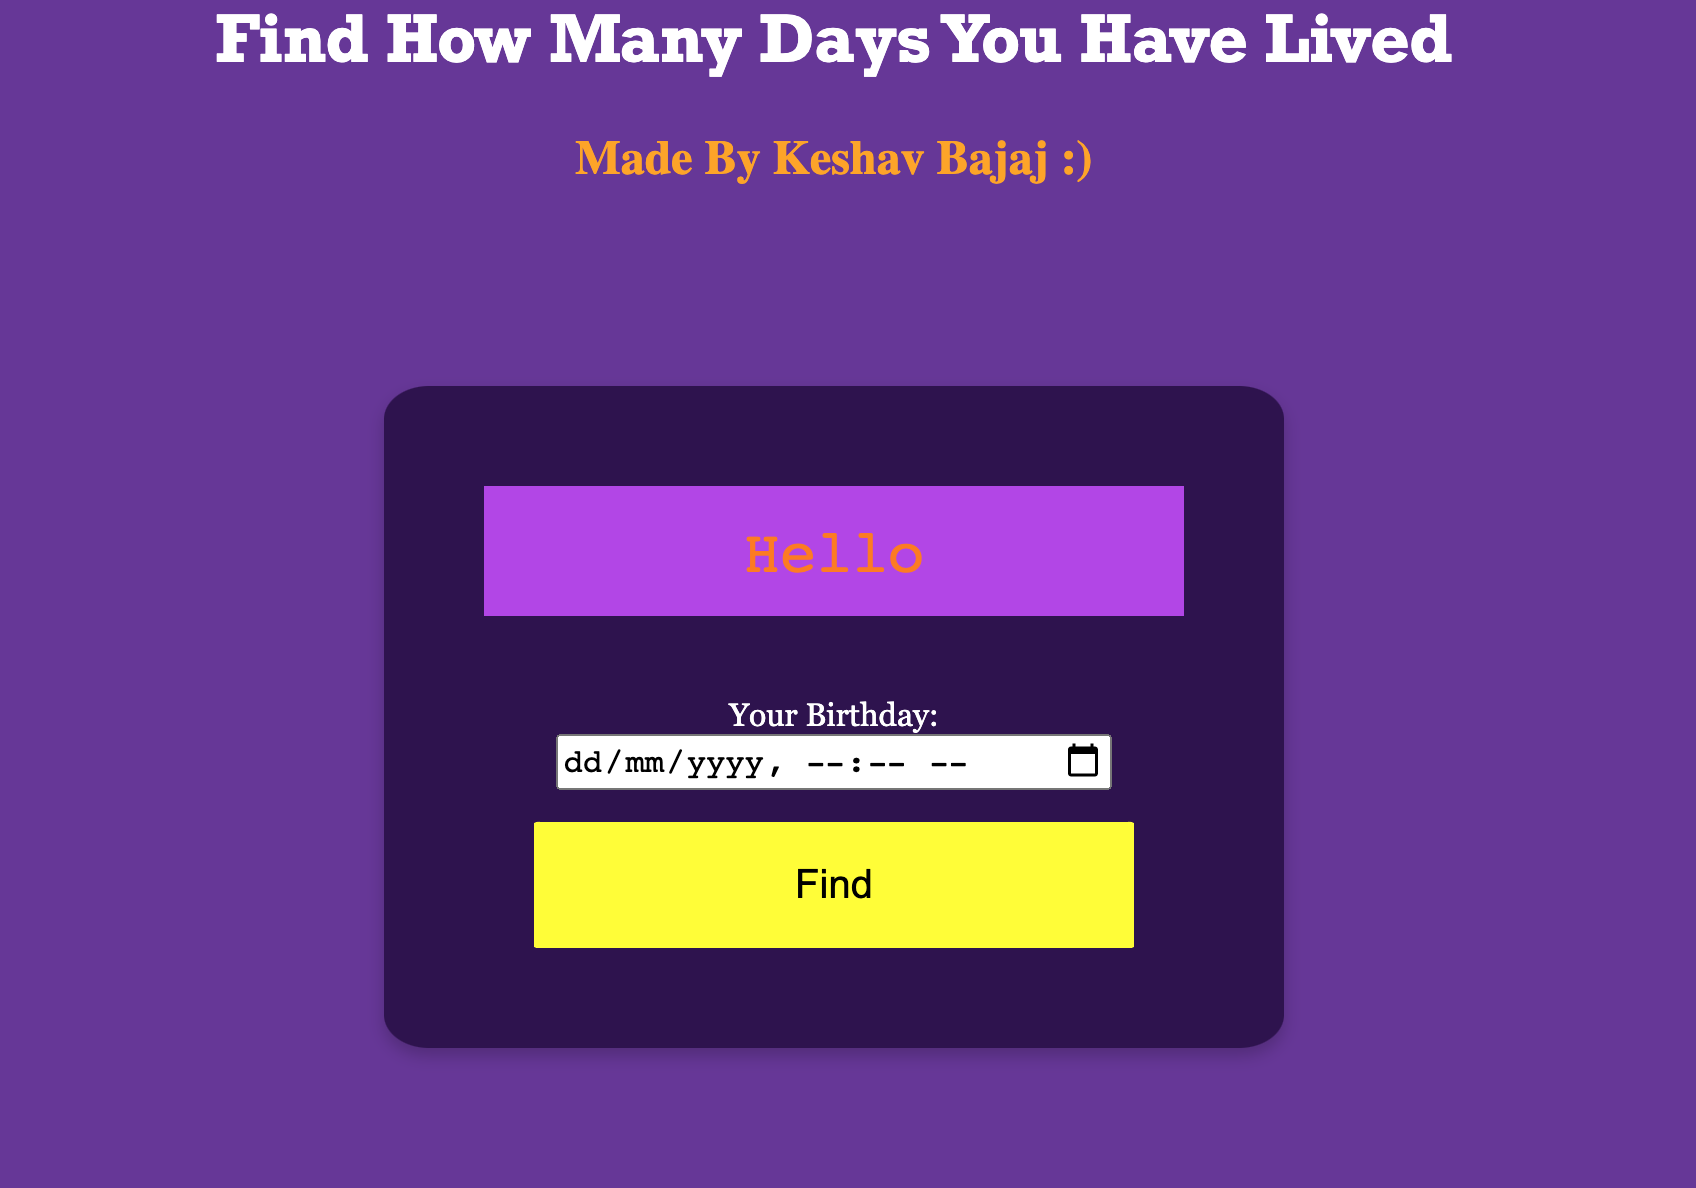 Find How Many Days You Have Lived
Made By Keshav Bajaj :)
Hello
Your Birthday:
dd/mm/yyyy, --:-- --
Find